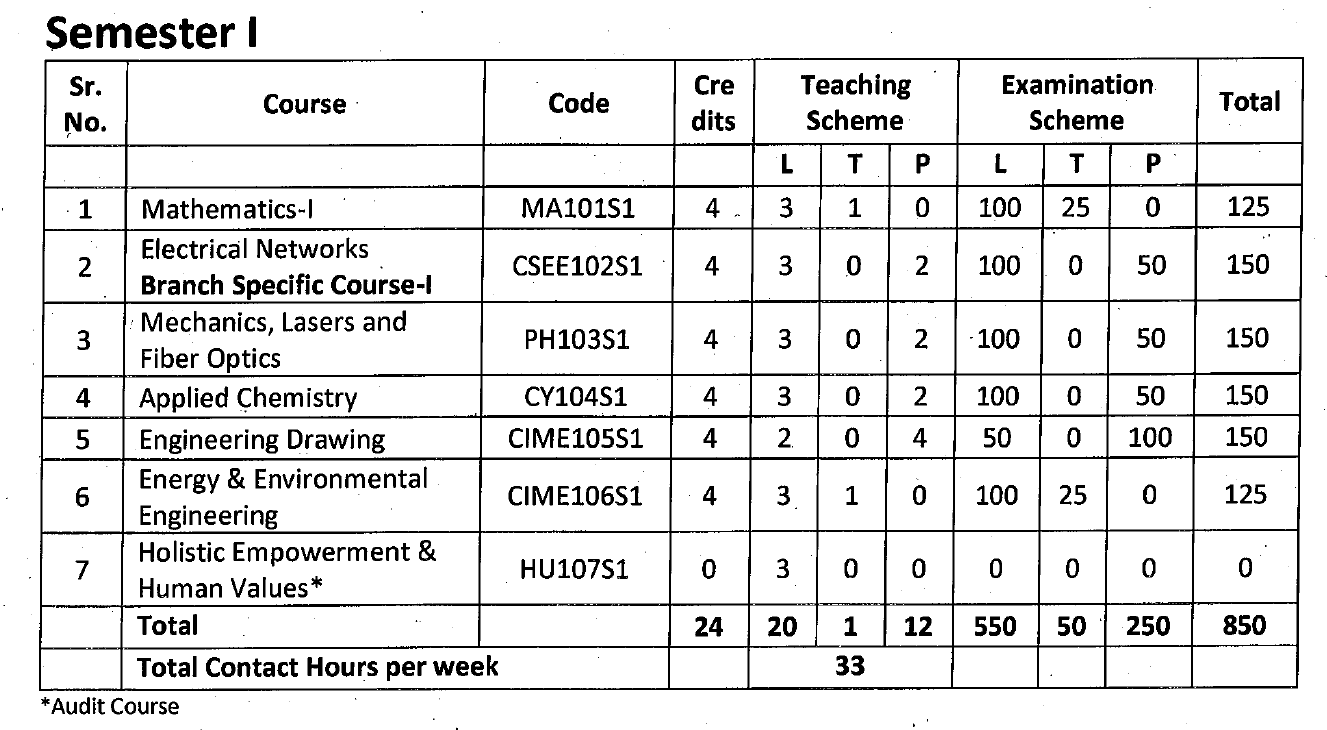 Semester I
Sr. No. Course Code Cre dits Teaching Scheme Examination Scheme Total
L T P L T P
1 Mathematics-I MA101S1 4 3 1 0 100 25 0 125
2 Electrical Networks Branch Specific Course-I CSEE102S1 4 3 0 2 100 0 50 150
3 Mechanics, Lasers and Fiber Optics PH103S1 4 3 0 2 100 0 50 150
4 Applied Chemistry CY104S1 4 3 0 2 100 0 50 150
5 Engineering Drawing CIME105S1 4 2 0 4 50 0 100 150
6 Energy & Environmental Engineering CIME106S1 4 3 1 0 100 25 0 125
7 Holistic Empowerment & Human Values* HU107S1 0 3 0 0 0 0 0 0
Total 24 20 1 12 550 50 250 850
Total Contact Hours per week 33
*Audit Course